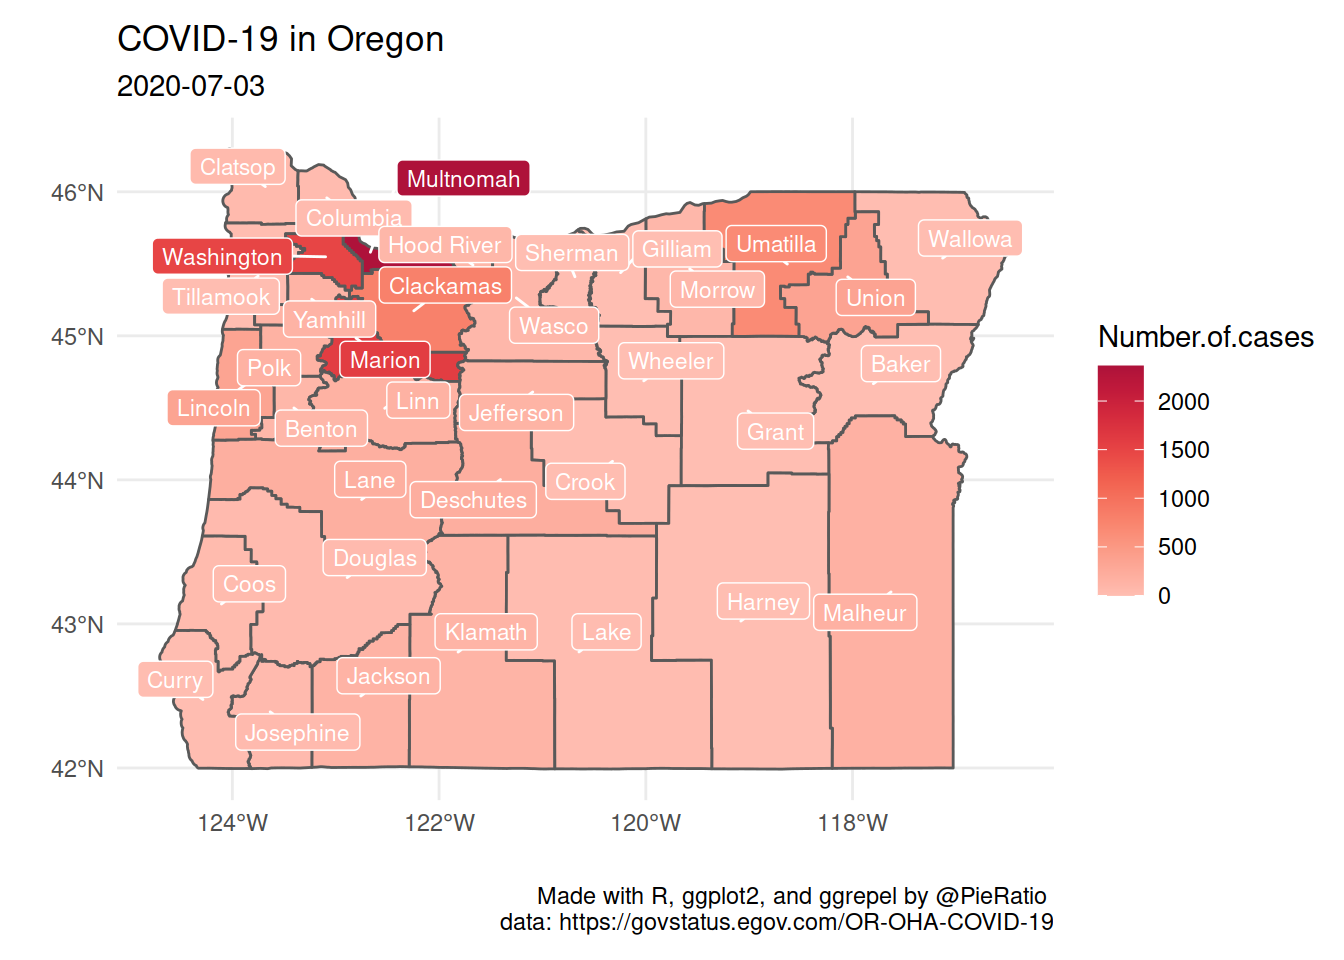 COVID-19 in Oregon
2020-07-03
Clatsop
Multnomah
46°N
Columbia
Wallowa
Hood River
Sherman
Gilliam
Umatilla
Washington
Clackamas
Tillamook
Morrow
Union
Yamhill
Wasco
45°N
Marion
Wheeler
Baker
Polk
Linn
Lincoln
Jefferson
Benton
Grant
44°N
Lane
Crook
Deschutes
Douglas
Coos
Harney
Malheur
43°N
Klamath
Lake
Curry
Jackson
Josephine
42°N
124°W
122°W
120°W
118°W
Number.of.cases
2000
1500
1000
500
0
Made with R, ggplot2, and ggrepel by @PieRatio
data: https://govstatus.egov.com/OR-OHA-COVID-19